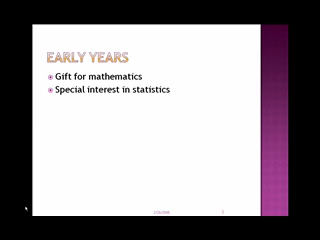 EARLY YEARS
Gift for mathematics
Special interest in statistics